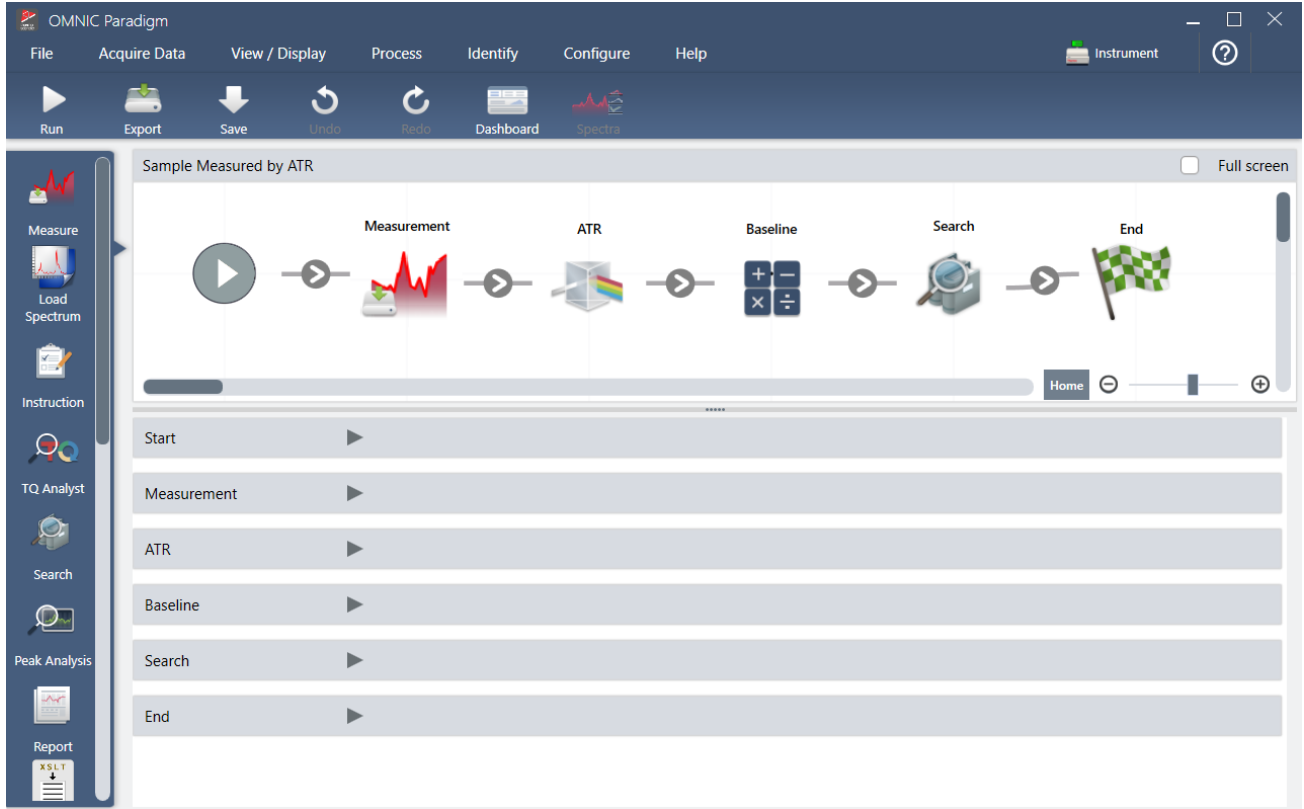 OMNIC Paradigm
File Acquire Data View / Display Process Identify Configure Help Instrument
Run Export Save Undo Redo Dashboard Spectra
Measure
Load
Spectrum
Instruction
TQ Analyst
Search
Peak Analysis
Report
XSLT
Sample Measured by ATR Full screen
Measurement ATR Baseline Search End
Home
Start
Measurement
ATR
Baseline
Search
End